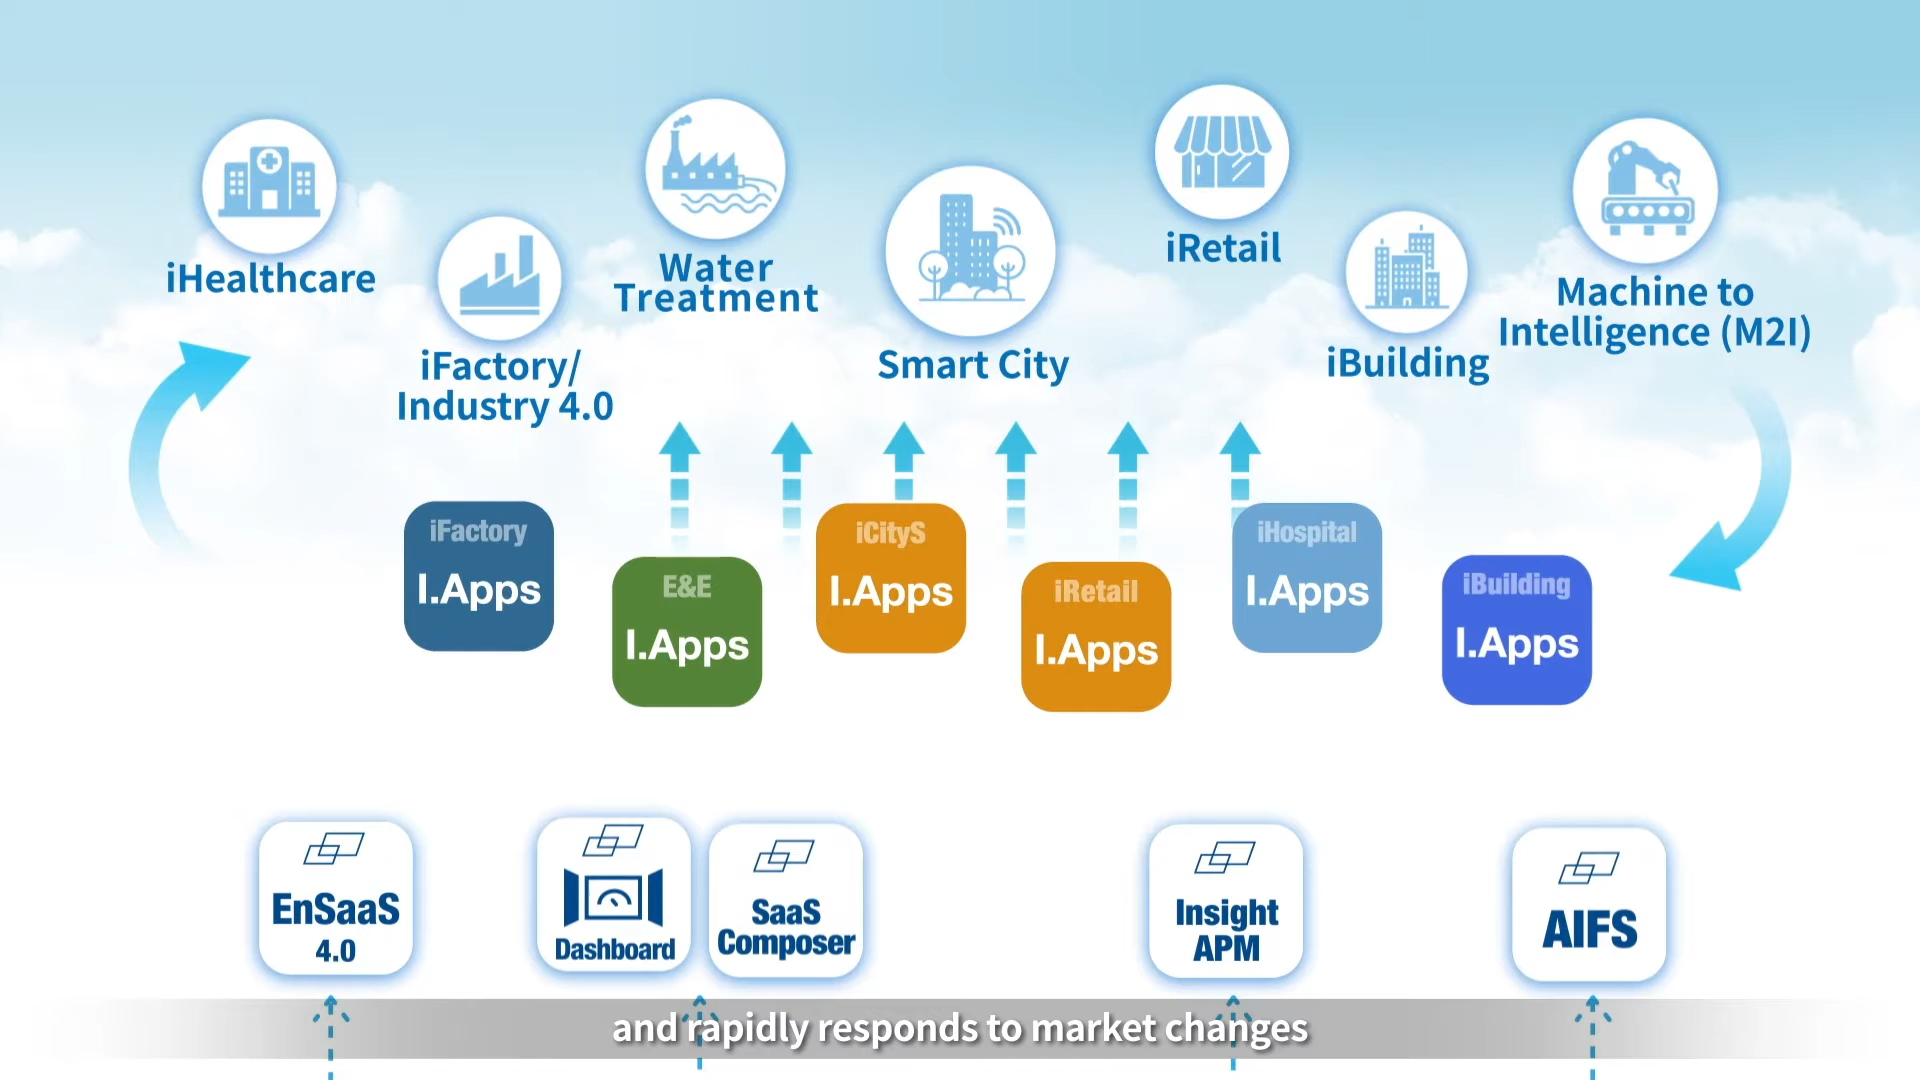 iHealthcare
iFactory/
Industry 4.0
Water
Treatment
Smart City
iRetail
iBuilding
Machine to
Intelligence (M2I)
iFactory
I.Apps
E&E
I.Apps
iCityS
I.Apps
iRetail
I.Apps
iHospital
I.Apps
iBuilding
I.Apps
EnSaaS
4.0
Dashboard
SaaS
Composer
Insight
APM
AIFS
and rapidly responds to market changes